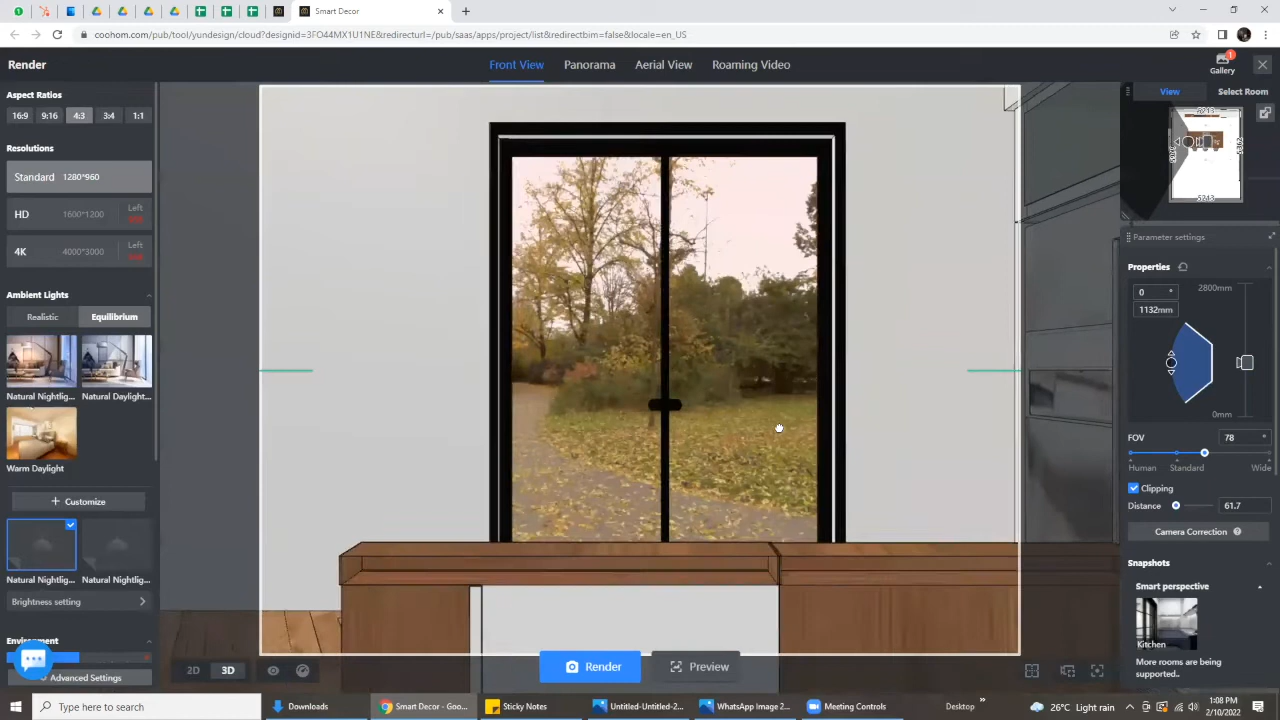 Smart Decor
coohom.com/pub/tool/yundesign/cloud?designid=3FO44MX1U1NE&redirecturl=/pub/saas/apps/project/list&redirectbim=false&locale=en_US
Render
Front View
Panorama
Aerial View
Roaming Video
1
Gallery
Aspect Ratios
16:9
9:16
4:3
3:4
1:1
Resolutions
Standard 1280*960
HD 1600*1200 Left
4K 4000*3000 Left
Ambient Lights
Realistic
Equilibrium
Natural Nightlig...
Natural Daylight...
Warm Daylight
+ Customize
Natural Nightlig...
Natural Nightlig...
Brightness setting
Environment
Advanced Settings
2D
3D
Render
Preview
View
Select Room
Parameter settings
Properties
0 °
2800mm
1132mm
0mm
FOV 78 °
Human Standard Wide
Clipping
Distance 61.7
Camera Correction
Snapshots
Smart perspective
Kitchen
More rooms are being
supported..
Type here to search
Downloads
Smart Decor - Goo...
Sticky Notes
Untitled-Untitled-2...
WhatsApp Image 2...
Meeting Controls
Desktop
26°C Light rain
1:08 PM
2/10/2022